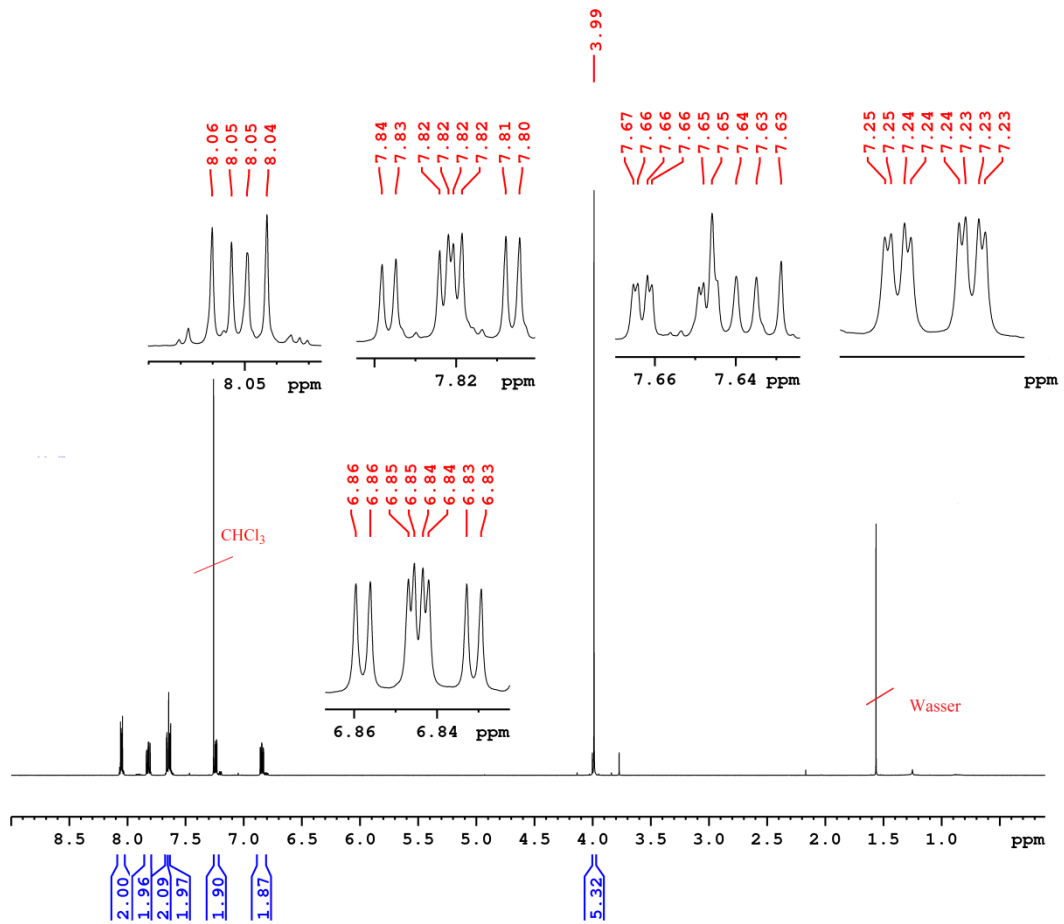 3.99
8.06 8.05 8.05 8.04
7.84 7.83 7.82 7.82 7.82 7.82 7.81 7.80
7.67 7.66 7.66 7.66 7.65 7.65 7.64 7.63 7.63
7.25 7.25 7.24 7.24 7.24 7.23 7.23 7.23
8.05 ppm
7.82 ppm
7.66 7.64 ppm
ppm
6.86 6.86 6.85 6.85 6.84 6.84 6.83 6.83
6.86 6.84 ppm
CHCl3
Wasser
8.5 8.0 7.5 7.0 6.5 6.0 5.5 5.0 4.5 4.0 3.5 3.0 2.5 2.0 1.5 1.0 ppm
2.00 1.96 2.09 1.97 1.90 1.87 5.32